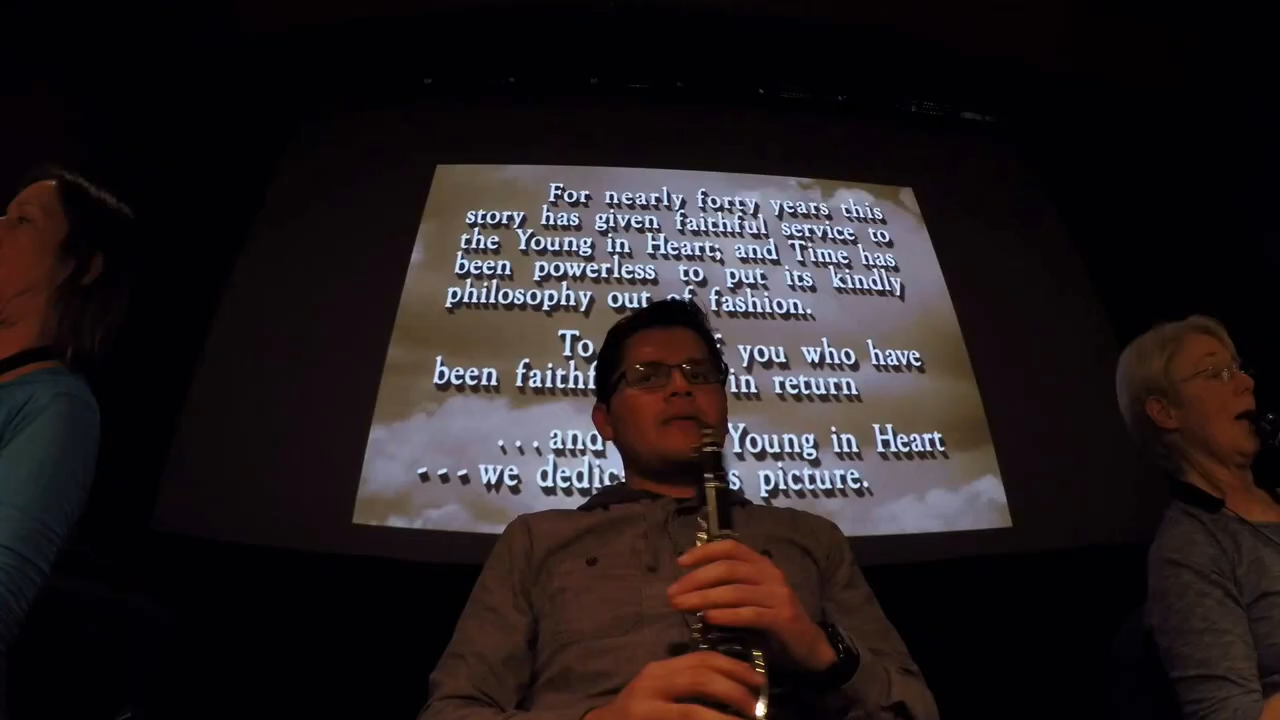 For nearly forty years this
story has given faithful service to
the Young in Heart; and Time has
been powerless to put its kindly
philosophy out of fashion.
To you who have
been in return
...and Young in Heart
---we picture.